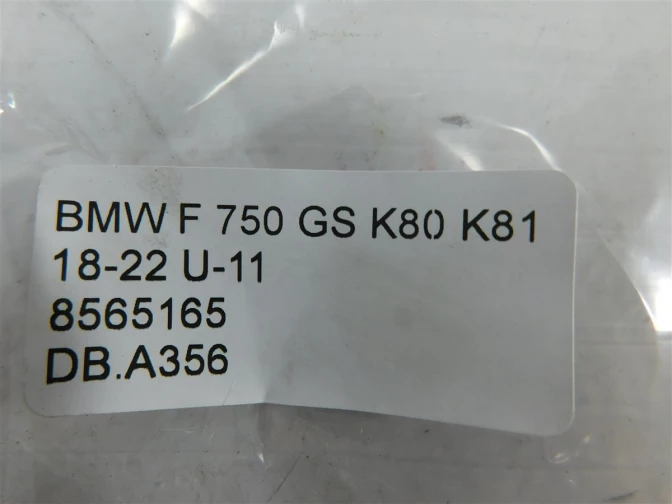 BMW F 750 GS K80 K81
18-22 U-11
8565165
DB.A356